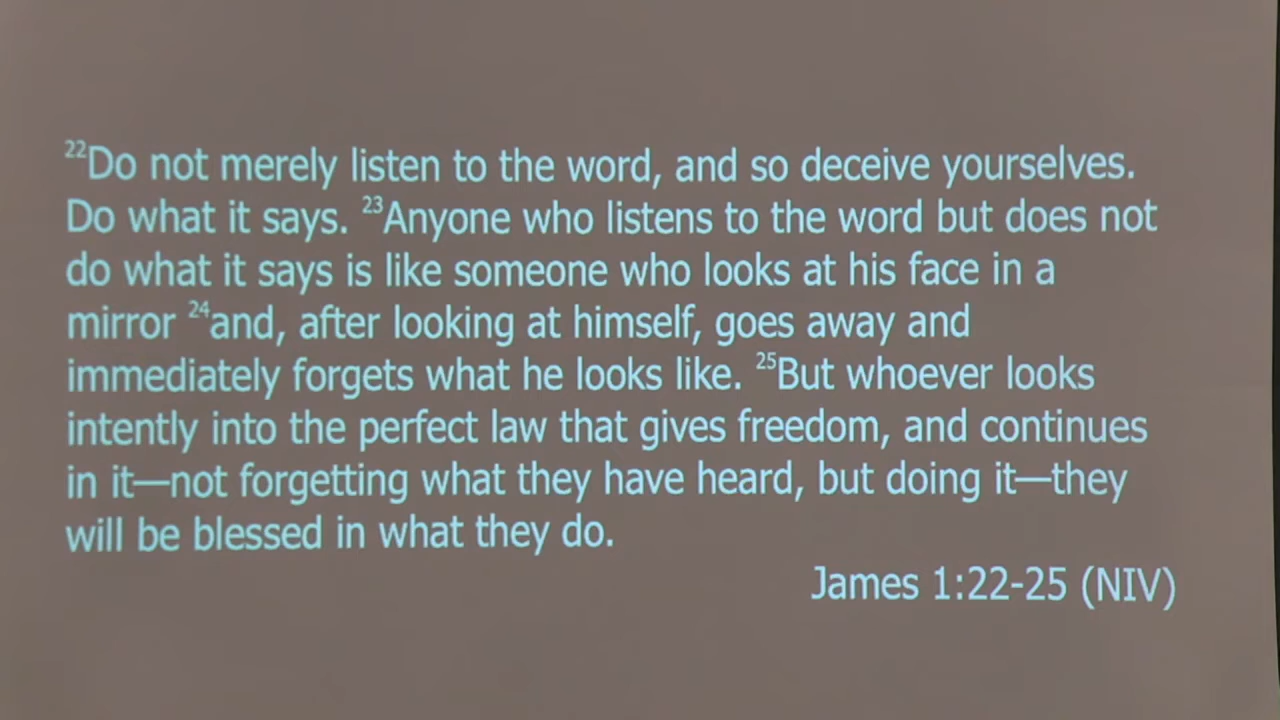 ²²Do not merely listen to the word, and so deceive yourselves.
Do what it says. ²³Anyone who listens to the word but does not
do what it says is like someone who looks at his face in a
mirror ²⁴and, after looking at himself, goes away and
immediately forgets what he looks like. ²⁵But whoever looks
intently into the perfect law that gives freedom, and continues
in it—not forgetting what they have heard, but doing it—they
will be blessed in what they do.
James 1:22-25 (NIV)